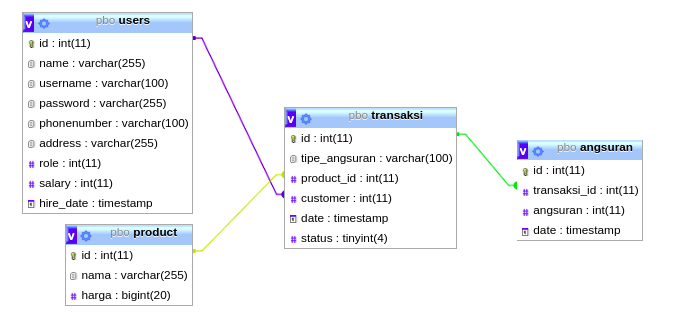 pbo users
id : int(11)
name : varchar(255)
username : varchar(100)
password : varchar(255)
phonenumber : varchar(100)
address : varchar(255)
role : int(11)
salary : int(11)
hire_date : timestamp
pbo product
id : int(11)
nama : varchar(255)
harga : bigint(20)
pbo transaksi
id : int(11)
tipe_angsuran : varchar(100)
product_id : int(11)
customer : int(11)
date : timestamp
status : tinyint(4)
pbo angsuran
id : int(11)
transaksi_id : int(11)
angsuran : int(11)
date : timestamp